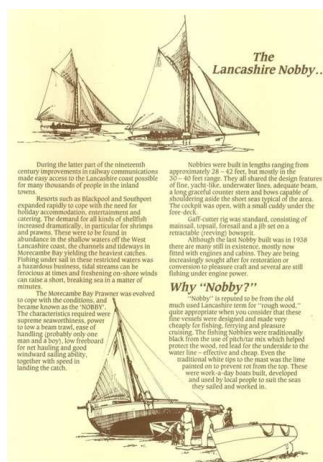 The
Lancashire Nobby..
During the latter part of the nineteenth
century improvements in railway communications
made easy access to the Lancashire coast possible
for many thousands of people in the inland
towns.
Resorts such as Blackpool and Southport
expanded rapidly to cope with the need for
holiday accommodation, entertainment and
catering. The demand for all kinds of shellfish
increased dramatically, in particular for shrimps
and prawns. These were to be found in
abundance in the shallow waters off the West
Lancashire coast, the channels and tideways in
Morecambe Bay yielding the heaviest catches.
Fishing under sail in these restricted waters was
a hazardous business, tidal streams can be
ferocious at times and freshening on-shore winds
can raise a short, breaking sea in a matter of
minutes.
The Morecambe Bay Prawner was evolved
to cope with the conditions, and
became known as the 'NOBBY'.
The characteristics required were
supreme seaworthiness, power
to tow a beam trawl, ease of
handling (probably only one
man and a boy), low freeboard
for net hauling and good
windward sailing ability,
together with speed in
landing the catch.
Nobbies were built in lengths ranging from
approximately 28 – 42 feet, but mostly in the
30 – 40 feet range. They all shared the design features
of fine, yacht-like, underwater lines, adequate beam,
a long graceful counter stern and bows capable of
shouldering aside the short seas typical of the area.
The cockpit was open, with a small cuddy under the
fore-deck.
Gaff-cutter rig was standard, consisting of
mainsail, topsail, foresail and a jib set on a
retractable (reeving) bowsprit.
Although the last Nobby was built in 1938
there are many still in existence, mostly now
fitted with engines and cabins. They are being
increasingly sought after for restoration or
conversion to pleasure craft and several are still
fishing under engine power.
Why "Nobby?"
"Nobby" is reputed to be from the old
much used Lancashire term for "rough wood,"
quite appropriate when you consider that these
fine vessels were designed and made very
cheaply for fishing, ferrying and pleasure
cruising. The fishing Nobbies were traditionally
black from the use of pitch/tar mix which helped
protect the wood, red lead for the underside to the
water line – effective and cheap. Even the
traditional white tips to the mast was the lime
painted on to prevent rot from the top. These
were work-a-day boats built, developed
and used by local people to suit the seas
they sailed and worked in.